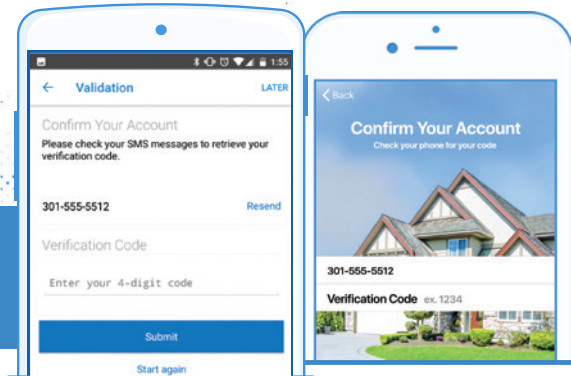 1:55
Validation
LATER
Confirm Your Account
Please check your SMS messages to retrieve your
verification code.
301-555-5512
Resend
Verification Code
Enter your 4-digit code
Submit
Start again
Back
Confirm Your Account
Check your phone for your code
301-555-5512
Verification Code ex. 1234